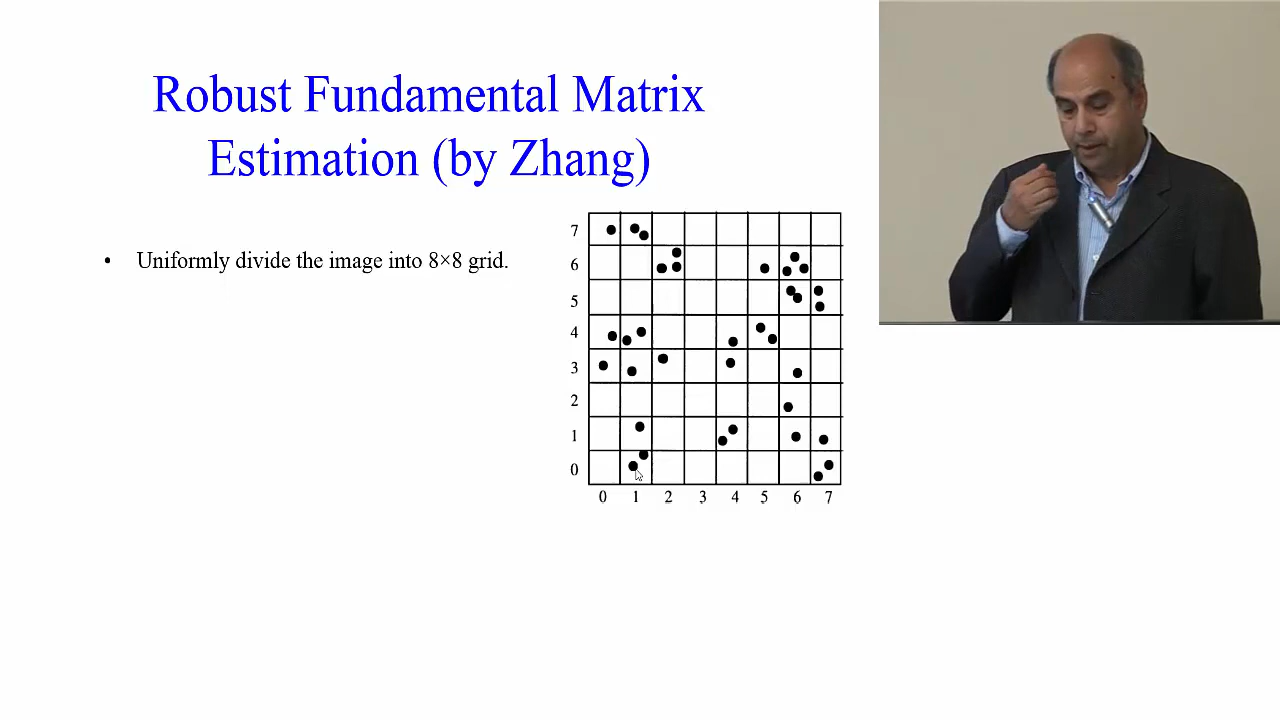 Robust Fundamental Matrix
Estimation (by Zhang)
• Uniformly divide the image into 8×8 grid.
7
6
5
4
3
2
1
0
0 1 2 3 4 5 6 7